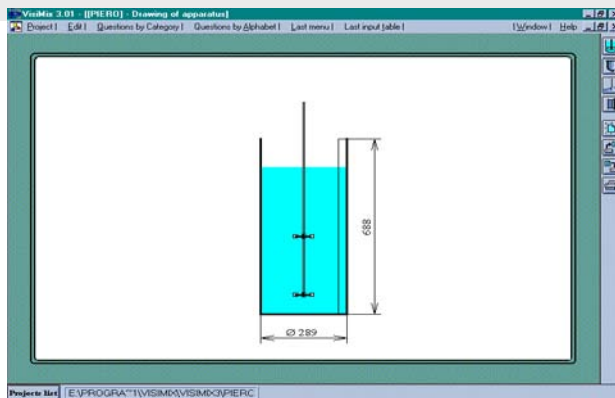 VisiMix 3.01 - [[PIERO] - Drawing of apparatus]
Project | Edit | Questions by Category | Questions by Alphabet | Last menu | Last input table | Window | Help
688
Ø 289
Projects list E:\PROGRA~1\VISIMIX\VISIMIX3\PIERO